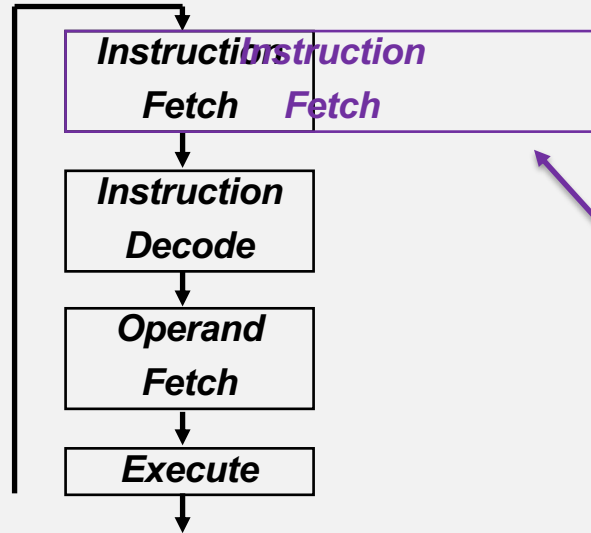 Instruction Instruction
Fetch Fetch
Instruction
Decode
Operand
Fetch
Execute